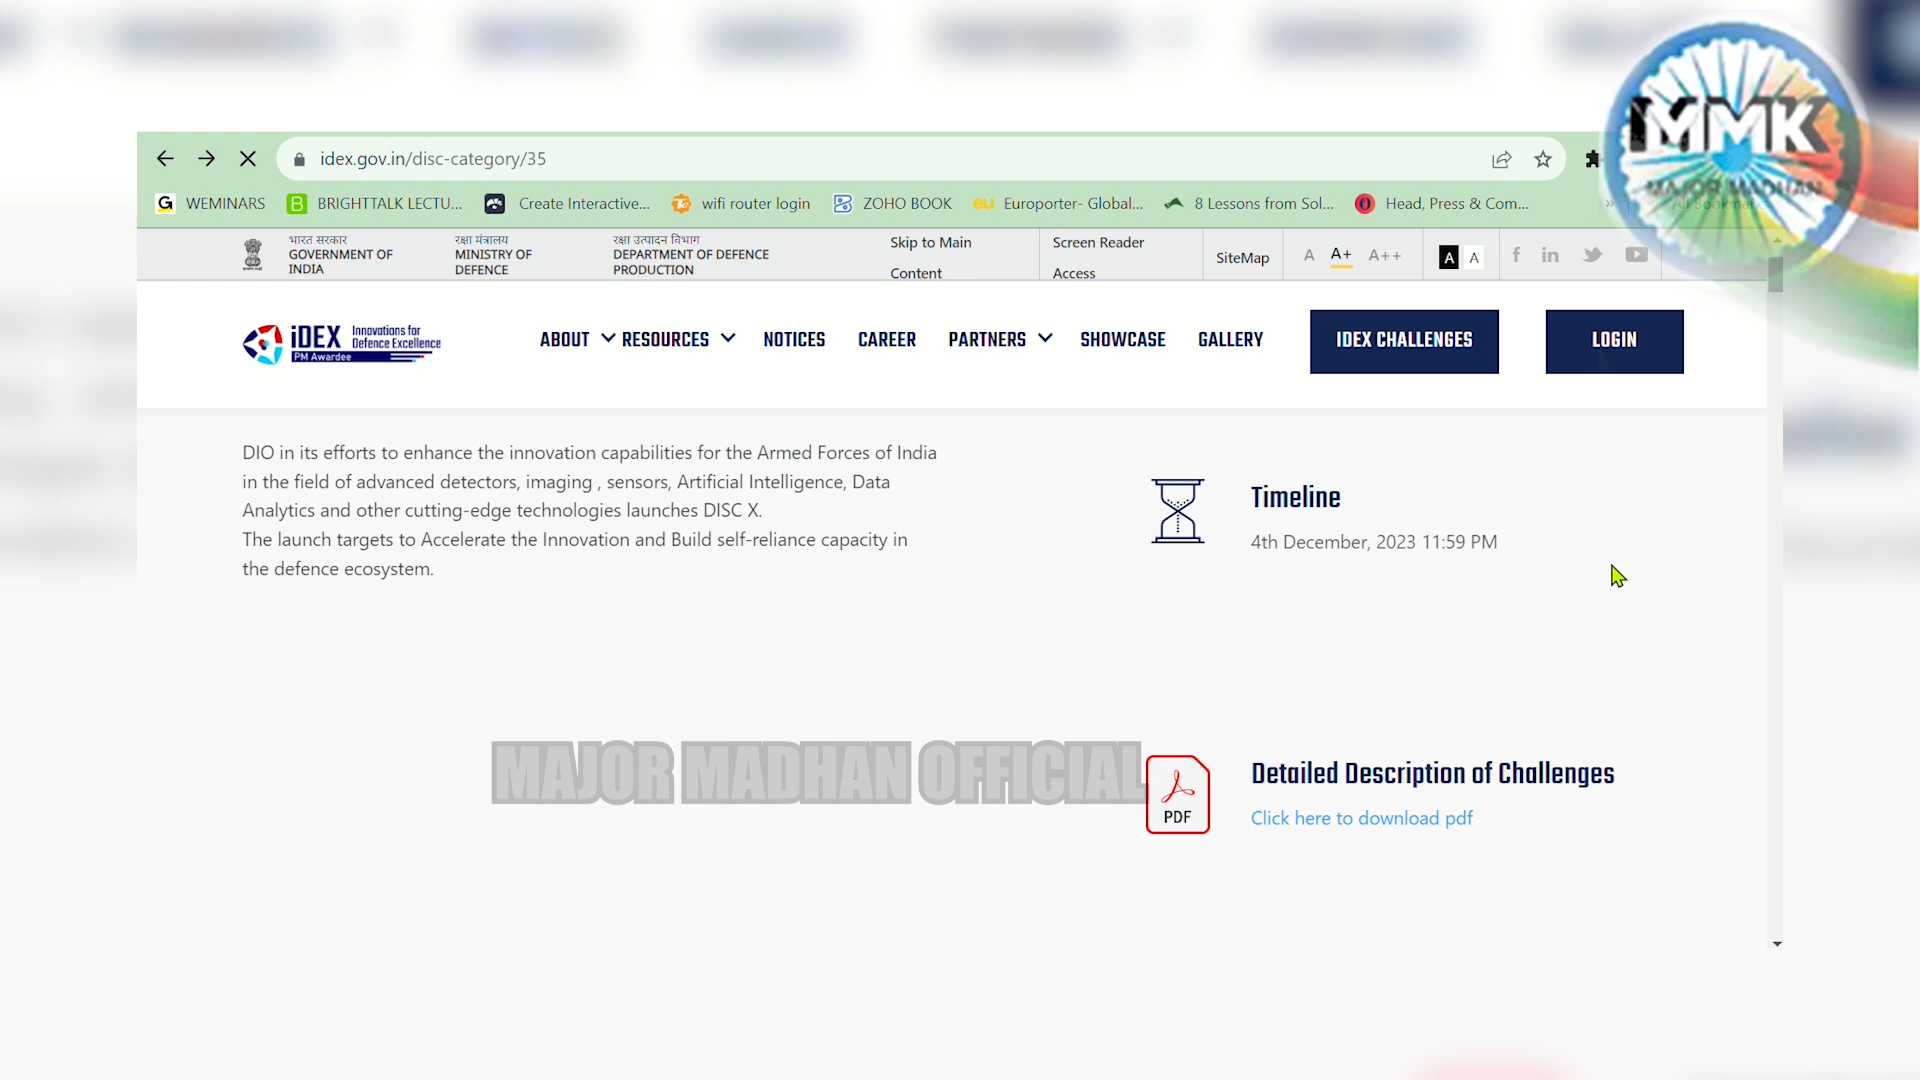 MMK
MAJOR MADHAN
idex.gov.in/disc-category/35
G WEMINARS B BRIGHTTALK LECTU... Create Interactive... wifi router login ZOHO BOOK eu Europorter- Global... 8 Lessons from Sol... Head, Press & Com... » All Bookmarks
भारत सरकार
GOVERNMENT OF
INDIA
रक्षा मंत्रालय
MINISTRY OF
DEFENCE
रक्षा उत्पादन विभाग
DEPARTMENT OF DEFENCE
PRODUCTION
Skip to Main
Content
Screen Reader
Access
SiteMap
A A+ A++
A A
iDEX Innovations for
Defence Excellence
PM Awardee
ABOUT RESOURCES NOTICES CAREER PARTNERS SHOWCASE GALLERY IDEX CHALLENGES LOGIN
DIO in its efforts to enhance the innovation capabilities for the Armed Forces of India
in the field of advanced detectors, imaging , sensors, Artificial Intelligence, Data
Analytics and other cutting-edge technologies launches DISC X.
The launch targets to Accelerate the Innovation and Build self-reliance capacity in
the defence ecosystem.
Timeline
4th December, 2023 11:59 PM
MAJOR MADHAN OFFICIAL
PDF
Detailed Description of Challenges
Click here to download pdf